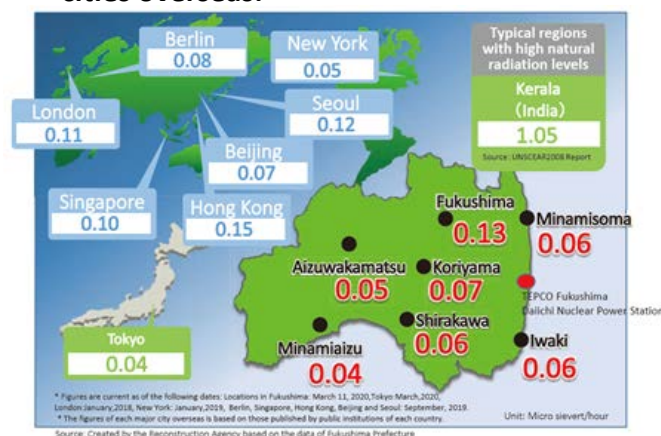 cities overseas.
Berlin
0.08
New York
0.05
Typical regions
with high natural
radiation levels
Kerala
(India)
1.05
Source: UNSCEAR2008 Report
London
0.11
Seoul
0.12
Beijing
0.07
Singapore
0.10
Hong Kong
0.15
Fukushima
0.13
Minamisoma
0.06
Aizuwakamatsu
0.05
Koriyama
0.07
TEPCO Fukushima
Daiichi Nuclear Power Station
Tokyo
0.04
Minamiaizu
0.04
Shirakawa
0.06
Iwaki
0.06
* Figures are current as of the following dates: Locations in Fukushima: March 11, 2020,Tokyo March,2020,
London January,2018, New York: January,2019, Berlin, Singapore, Hong Kong, Beijing and Seoul: September, 2019.
* The figures of each major city overseas is based on those published by public institutions of each country.
Unit: Micro sievert/hour
Source: Created by the Reconstruction Agency based on the data of Fukushima Prefecture